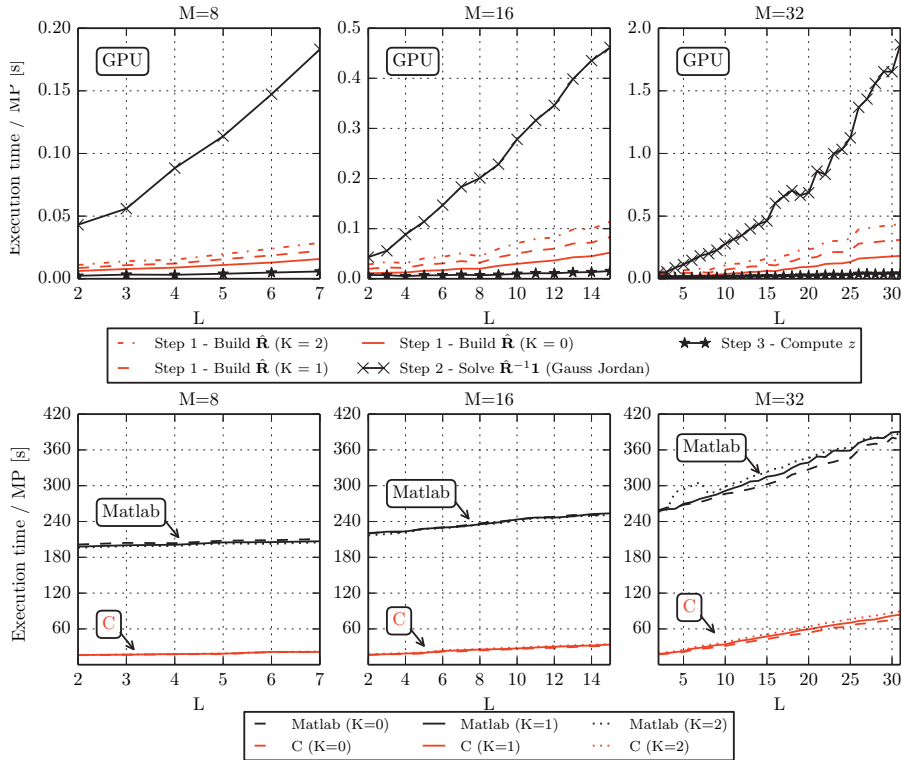 M=8
M=16
M=32
Execution time / MP [s]
0.20
0.15
0.10
0.05
0.00
GPU
2
3
4
5
6
7
L
0.5
0.4
0.3
0.2
0.1
0.0
GPU
2
4
6
8
10
12
14
L
2.0
1.5
1.0
0.5
0.0
GPU
5
10
15
20
25
30
L
Step 1 - Build R̂ (K = 2)
Step 1 - Build R̂ (K = 0)
Step 3 - Compute z
Step 1 - Build R̂ (K = 1)
Step 2 - Solve R̂⁻¹1 (Gauss Jordan)
M=8
M=16
M=32
Execution time / MP [s]
420
360
300
240
180
120
60
Matlab
C
2
3
4
5
6
7
L
420
360
300
240
180
120
60
Matlab
C
2
4
6
8
10
12
14
L
420
360
300
240
180
120
60
Matlab
C
5
10
15
20
25
30
L
Matlab (K=0)
Matlab (K=1)
Matlab (K=2)
C (K=0)
C (K=1)
C (K=2)